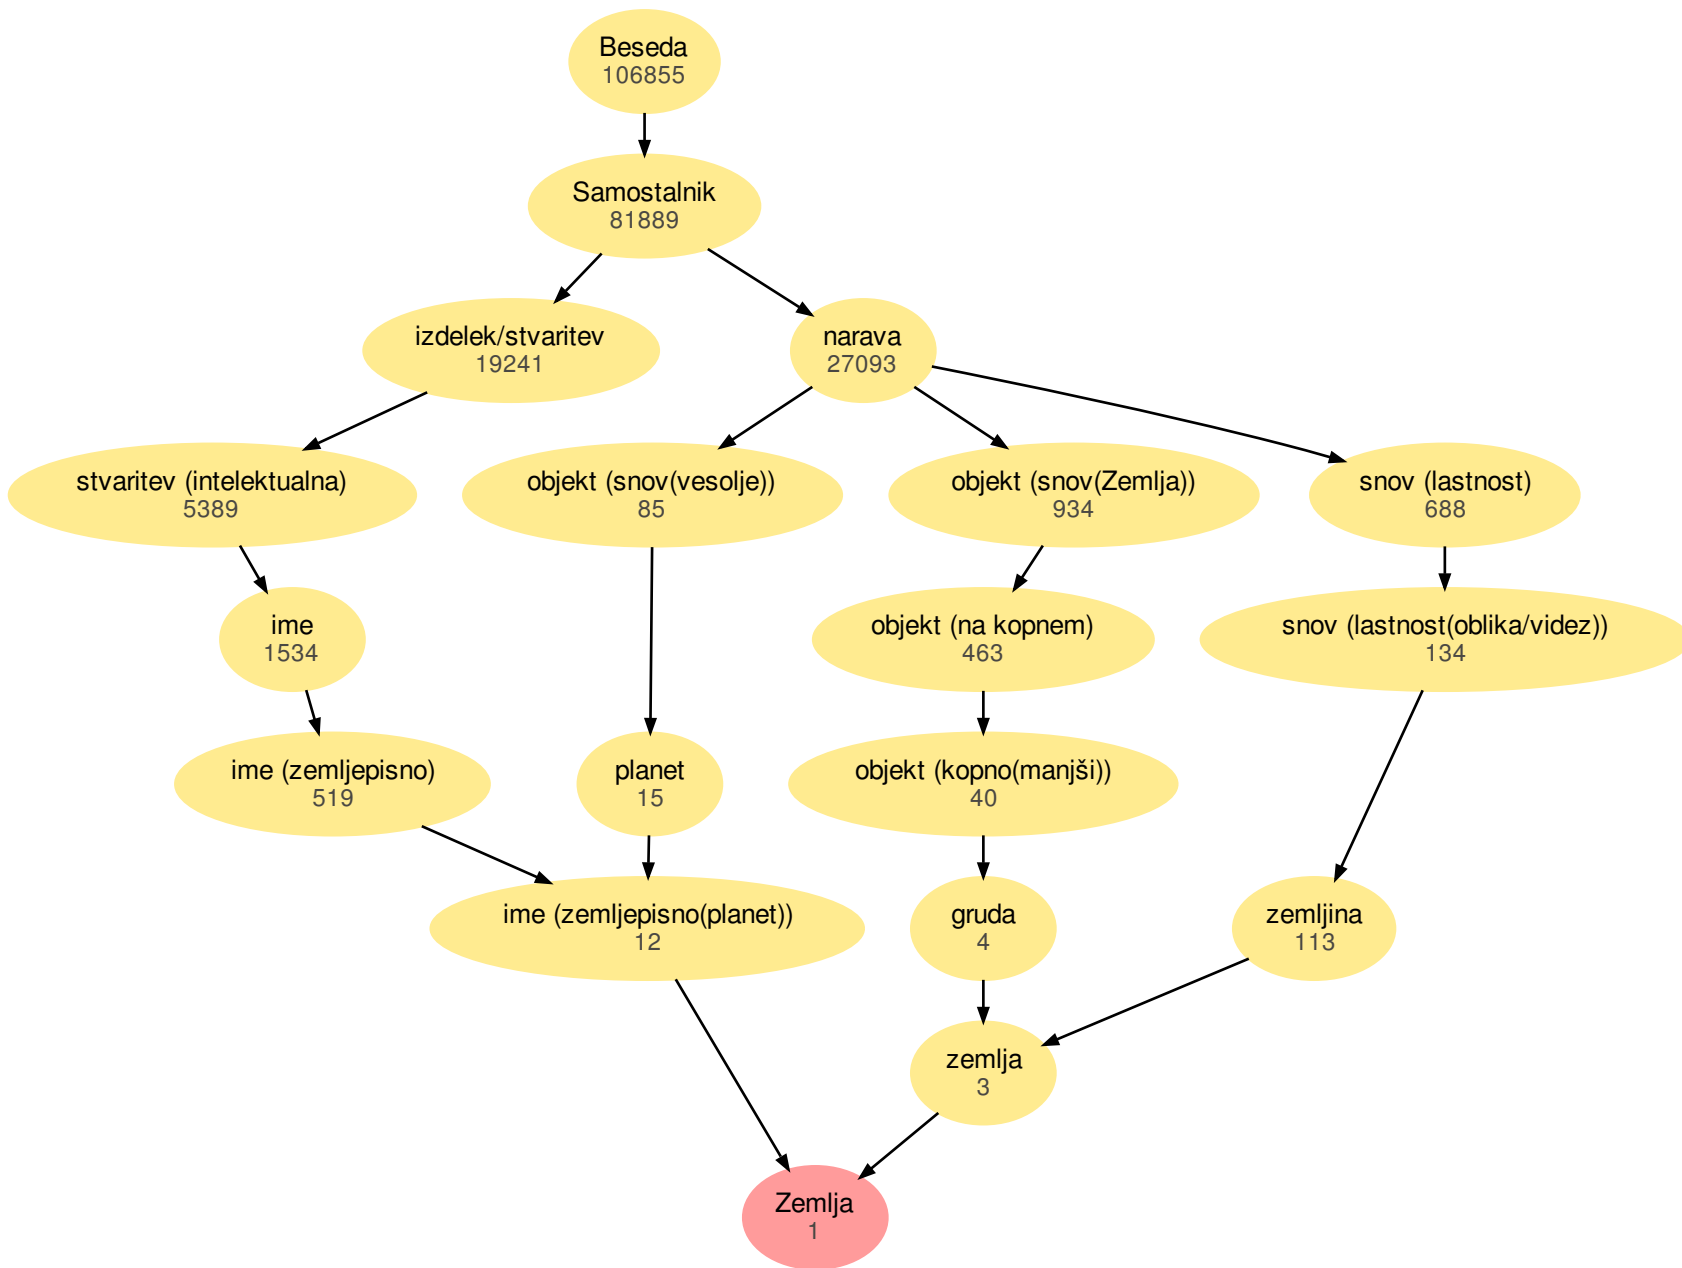 Beseda
106855
Samostalnik
81889
izdelek/stvaritev
19241
narava
27093
stvaritev (intelektualna)
5389
objekt (snov(vesolje))
85
objekt (snov(Zemlja))
934
snov (lastnost)
688
ime
1534
objekt (na kopnem)
463
snov (lastnost(oblika/videz))
134
ime (zemljepisno)
519
planet
15
objekt (kopno(manjši))
40
ime (zemljepisno(planet))
12
gruda
4
zemljina
113
zemlja
3
Zemlja
1